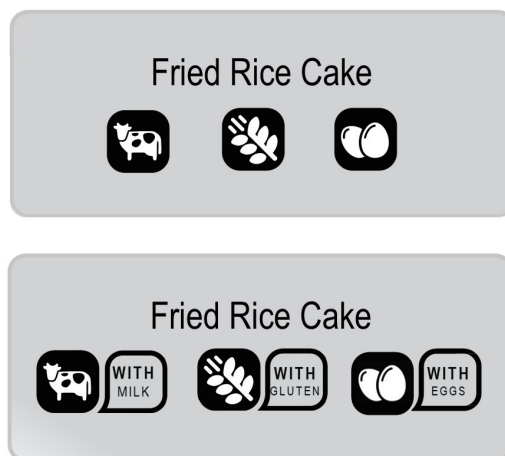 Fried Rice Cake
Fried Rice Cake
WITH
MILK
WITH
GLUTEN
WITH
EGGS